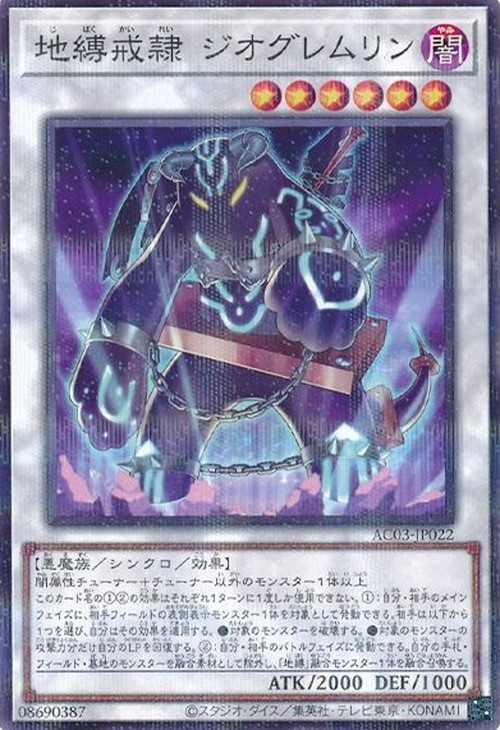 地縛戒隷 ジオグレムリン
闇
AC03-JP022
【悪魔族／シンクロ／効果】
闇属性チューナー＋チューナー以外のモンスター1体以上
このカード名の①②の効果はそれぞれ1ターンに1度しか使用できない。①：自分・相手のメイン
フェイズに、相手フィールドの表側表示モンスター1体を対象として発動できる。相手は以下から
1つを選び、自分はその効果を適用する。●対象のモンスターを破壊する。●対象のモンスターの
攻撃力分だけ自分のLPを回復する。②：自分・相手のバトルフェイズに発動できる。自分の手札・
フィールド・墓地のモンスターを融合素材として除外し、「地縛」融合モンスター1体を融合召喚する。
ATK/2000 DEF/1000
08690387
©スタジオ・ダイス／集英社・テレビ東京・KONAMI